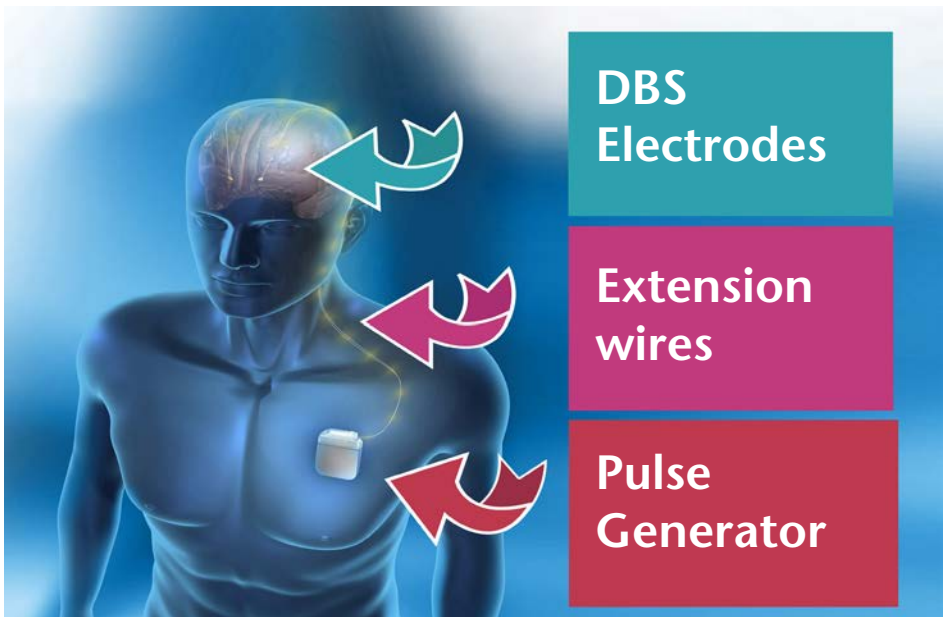 DBS
Electrodes
Extension
wires
Pulse
Generator